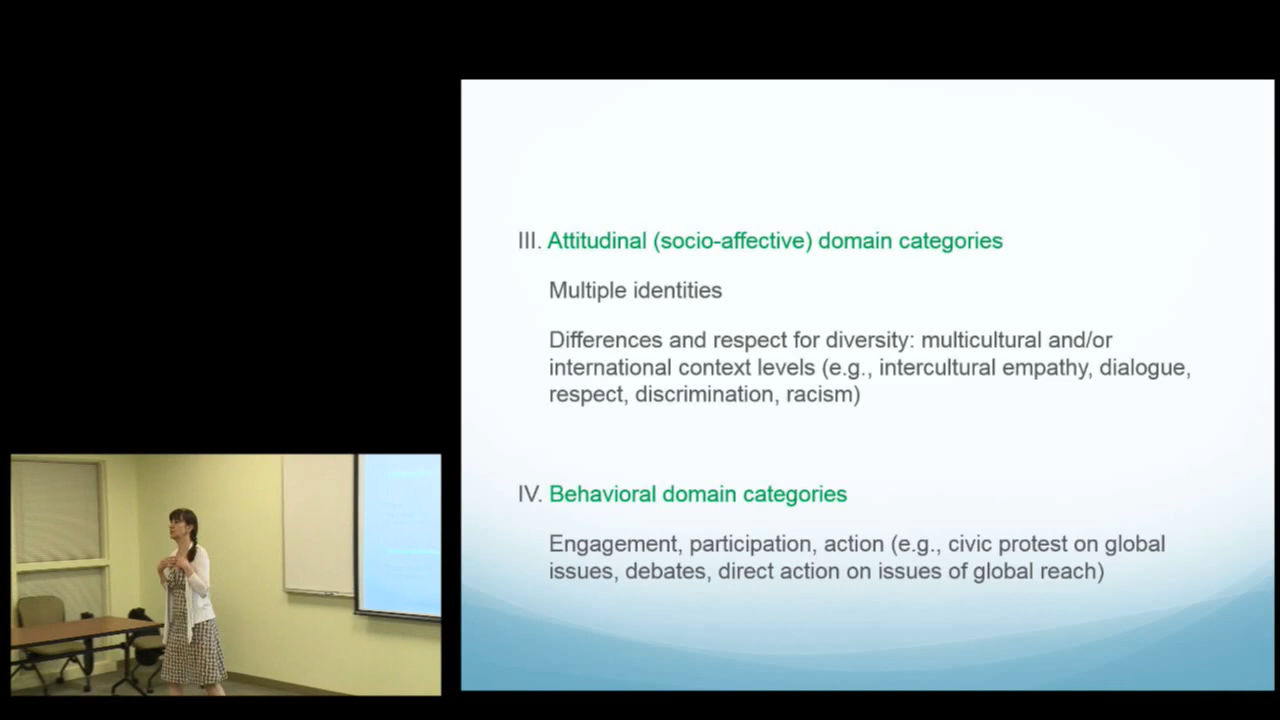 III. Attitudinal (socio-affective) domain categories
Multiple identities
Differences and respect for diversity: multicultural and/or
international context levels (e.g., intercultural empathy, dialogue,
respect, discrimination, racism)
IV. Behavioral domain categories
Engagement, participation, action (e.g., civic protest on global
issues, debates, direct action on issues of global reach)